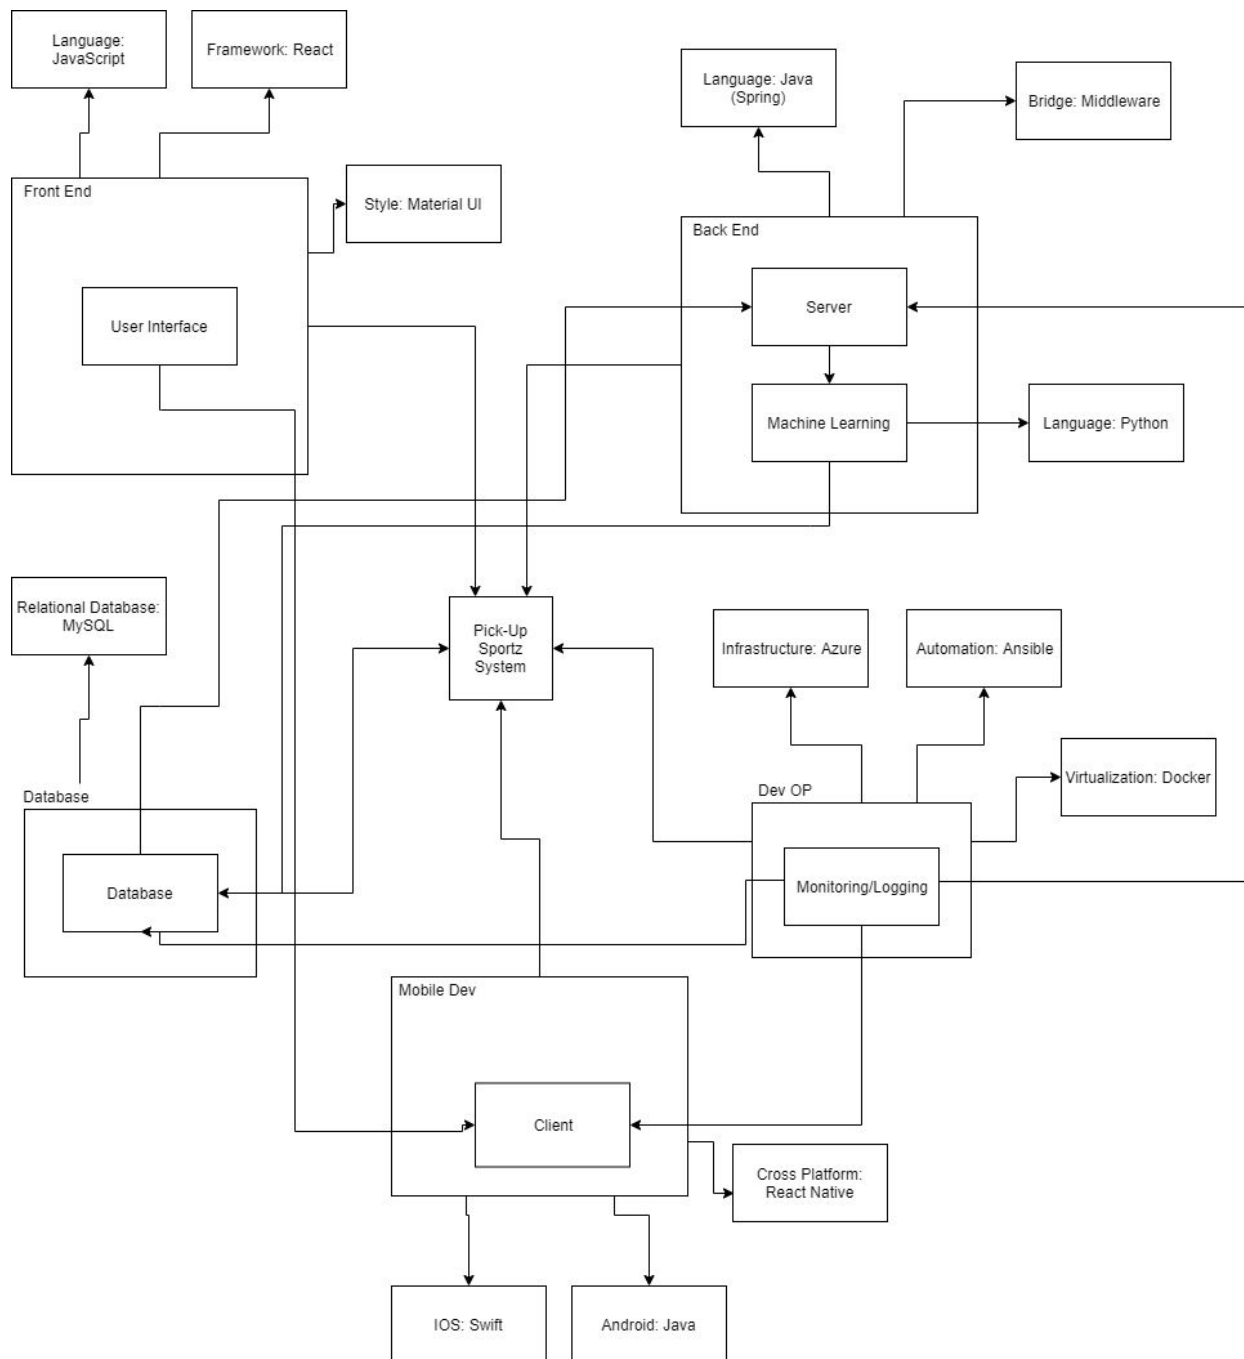 Language:
JavaScript
Framework: React
Language: Java
(Spring)
Bridge: Middleware
Front End
Style: Material UI
Back End
User Interface
Server
Machine Learning
Language: Python
Relational Database:
MySQL
Pick-Up
Sportz
System
Infrastructure: Azure
Automation: Ansible
Virtualization: Docker
Database
Dev OP
Database
Monitoring/Logging
Mobile Dev
Client
Cross Platform:
React Native
IOS: Swift
Android: Java